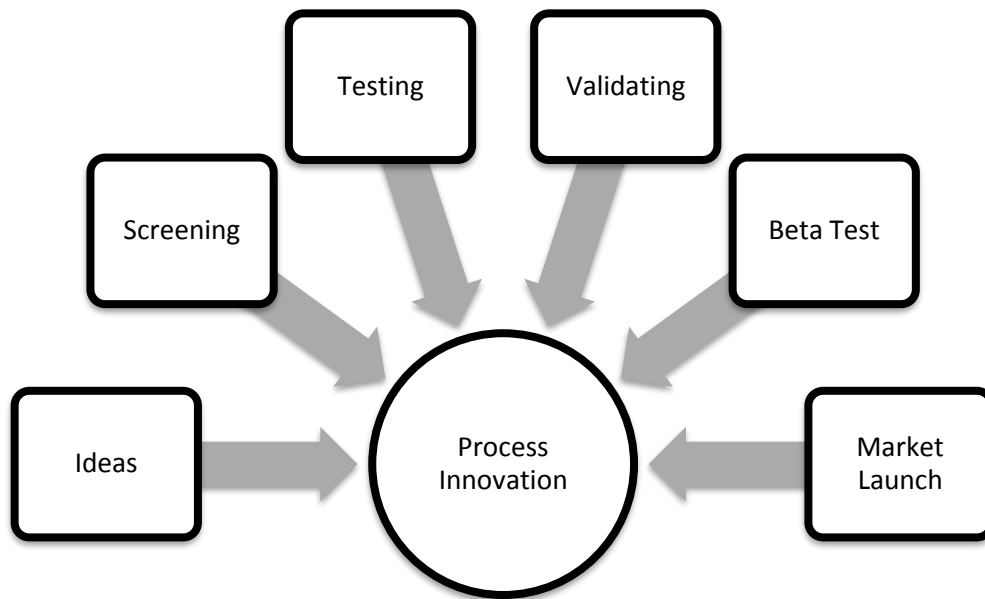 Testing
Validating
Screening
Beta Test
Ideas
Process
Innovation
Market
Launch